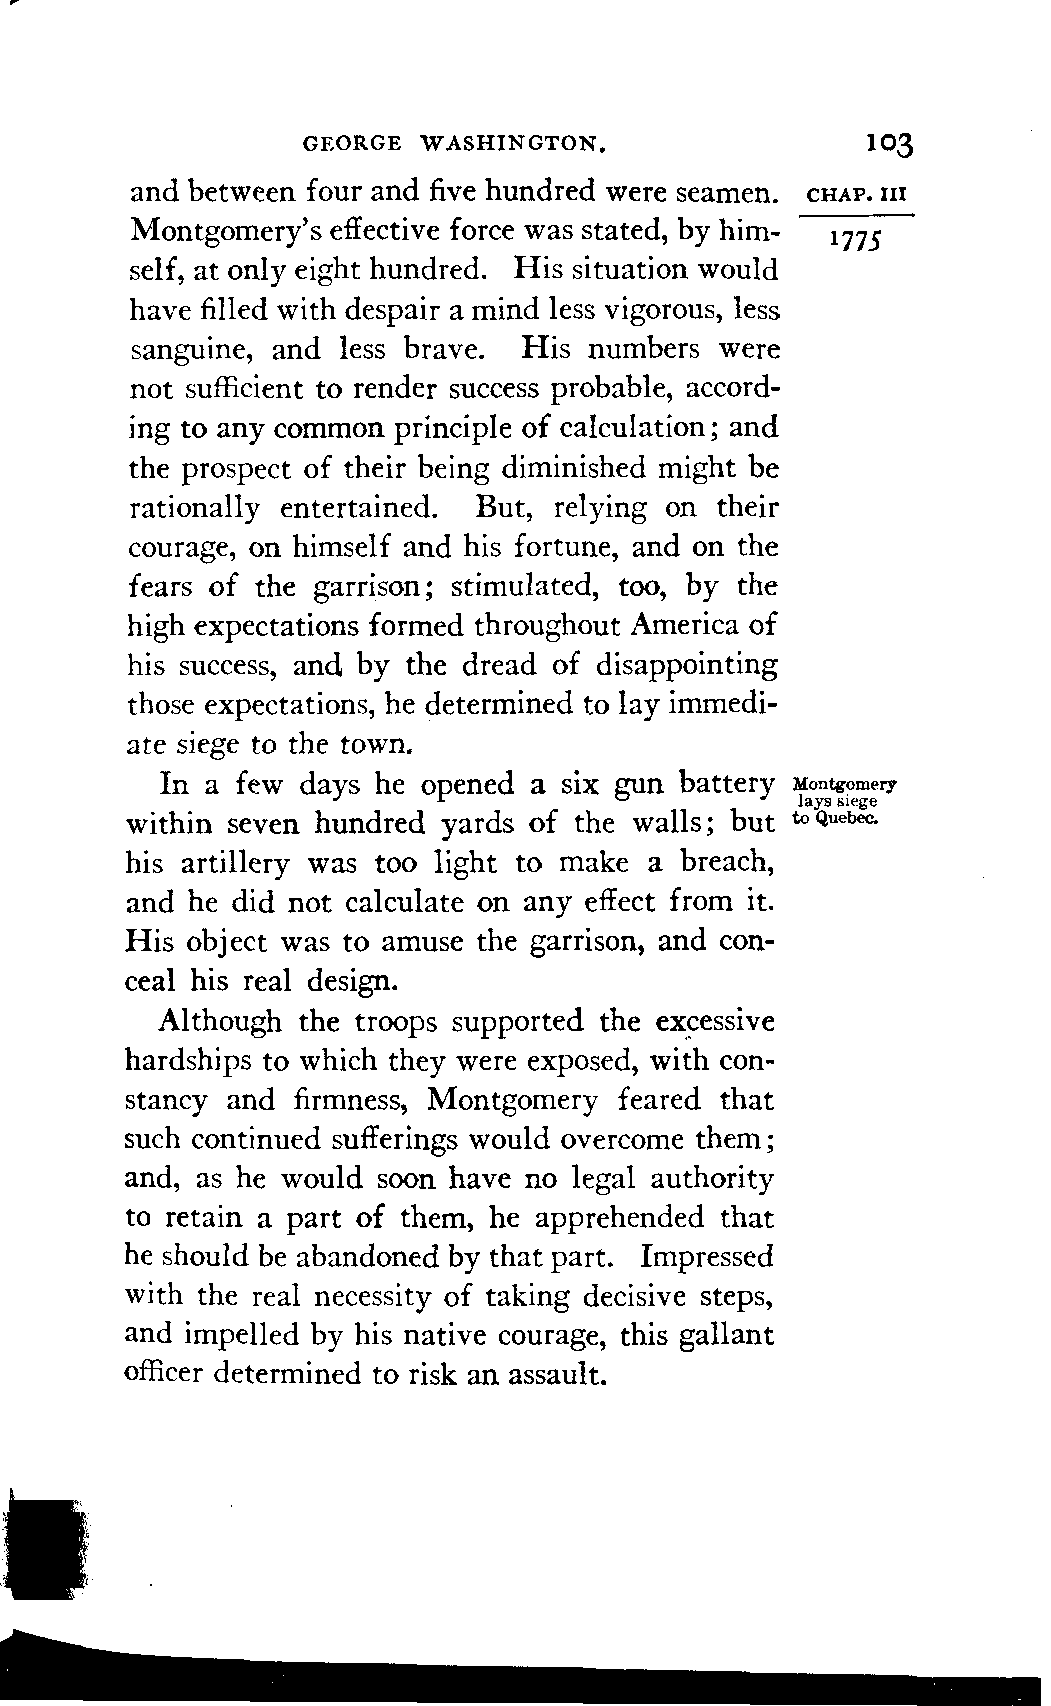 GEORGE WASHINGTON. 103
and between four and five hundred were seamen.
CHAP. III
1775
Montgomery's effective force was stated, by him-
self, at only eight hundred. His situation would
have filled with despair a mind less vigorous, less
sanguine, and less brave. His numbers were
not sufficient to render success probable, accord-
ing to any common principle of calculation; and
the prospect of their being diminished might be
rationally entertained. But, relying on their
courage, on himself and his fortune, and on the
fears of the garrison; stimulated, too, by the
high expectations formed throughout America of
his success, and by the dread of disappointing
those expectations, he determined to lay immedi-
ate siege to the town.
In a few days he opened a six gun battery
Montgomery
lays siege
to Quebec.
within seven hundred yards of the walls; but
his artillery was too light to make a breach,
and he did not calculate on any effect from it.
His object was to amuse the garrison, and con-
ceal his real design.
Although the troops supported the excessive
hardships to which they were exposed, with con-
stancy and firmness, Montgomery feared that
such continued sufferings would overcome them;
and, as he would soon have no legal authority
to retain a part of them, he apprehended that
he should be abandoned by that part. Impressed
with the real necessity of taking decisive steps,
and impelled by his native courage, this gallant
officer determined to risk an assault.